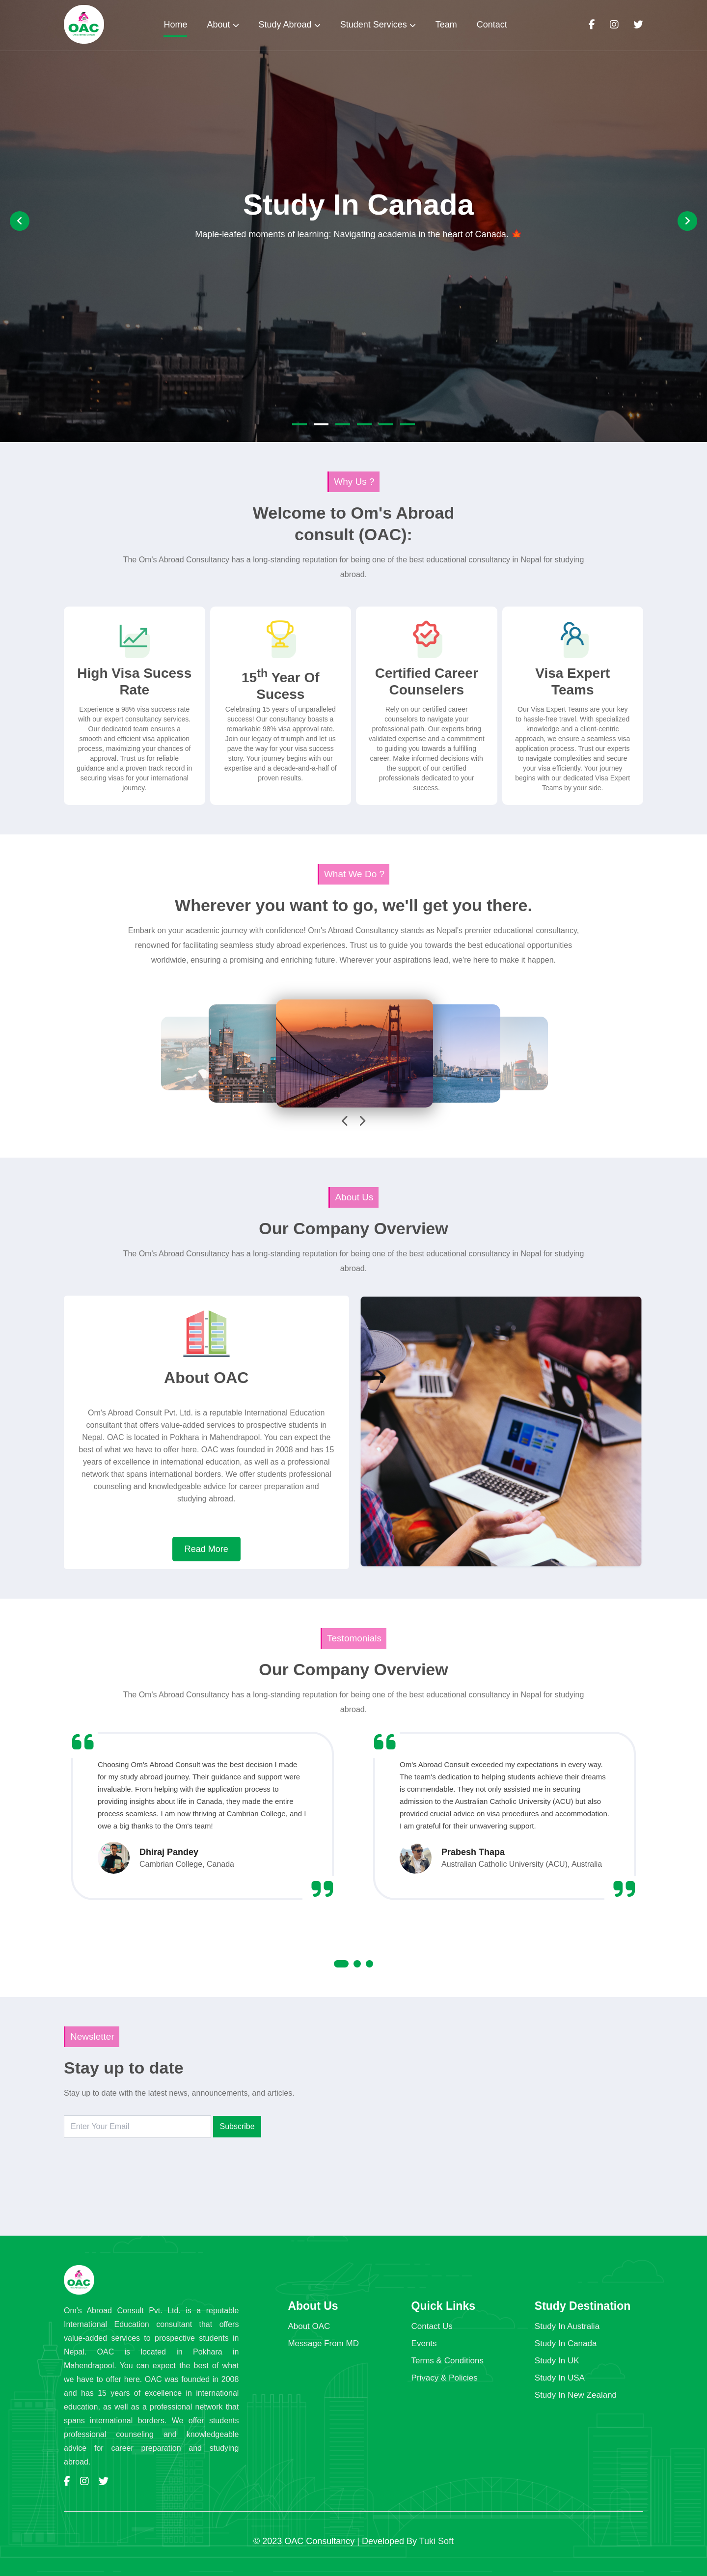 OAC
Home
About
Study Abroad
Student Services
Team
Contact
Study In Canada
Maple-leafed moments of learning: Navigating academia in the heart of Canada. 🍁
Why Us ?
Welcome to Om's Abroad
consult (OAC):
The Om's Abroad Consultancy has a long-standing reputation for being one of the best educational consultancy in Nepal for studying
abroad.
High Visa Sucess
Rate
Experience a 98% visa success rate
with our expert consultancy services.
Our dedicated team ensures a
smooth and efficient visa application
process, maximizing your chances of
approval. Trust us for reliable
guidance and a proven track record in
securing visas for your international
journey.
15th Year Of
Sucess
Celebrating 15 years of unparalleled
success! Our consultancy boasts a
remarkable 98% visa approval rate.
Join our legacy of triumph and let us
pave the way for your visa success
story. Your journey begins with our
expertise and a decade-and-a-half of
proven results.
Certified Career
Counselers
Rely on our certified career
counselors to navigate your
professional path. Our experts bring
validated expertise and a commitment
to guiding you towards a fulfilling
career. Make informed decisions with
the support of our certified
professionals dedicated to your
success.
Visa Expert
Teams
Our Visa Expert Teams are your key
to hassle-free travel. With specialized
knowledge and a client-centric
approach, we ensure a seamless visa
application process. Trust our experts
to navigate complexities and secure
your visa efficiently. Your journey
begins with our dedicated Visa Expert
Teams by your side.
What We Do ?
Wherever you want to go, we'll get you there.
Embark on your academic journey with confidence! Om's Abroad Consultancy stands as Nepal's premier educational consultancy,
renowned for facilitating seamless study abroad experiences. Trust us to guide you towards the best educational opportunities
worldwide, ensuring a promising and enriching future. Wherever your aspirations lead, we're here to make it happen.
About Us
Our Company Overview
The Om's Abroad Consultancy has a long-standing reputation for being one of the best educational consultancy in Nepal for studying
abroad.
About OAC
Om's Abroad Consult Pvt. Ltd. is a reputable International Education
consultant that offers value-added services to prospective students in
Nepal. OAC is located in Pokhara in Mahendrapool. You can expect the
best of what we have to offer here. OAC was founded in 2008 and has 15
years of excellence in international education, as well as a professional
network that spans international borders. We offer students professional
counseling and knowledgeable advice for career preparation and
studying abroad.
Read More
Testomonials
Our Company Overview
The Om's Abroad Consultancy has a long-standing reputation for being one of the best educational consultancy in Nepal for studying
abroad.
Choosing Om's Abroad Consult was the best decision I made
for my study abroad journey. Their guidance and support were
invaluable. From helping with the application process to
providing insights about life in Canada, they made the entire
process seamless. I am now thriving at Cambrian College, and I
owe a big thanks to the Om's team!
Dhiraj Pandey
Cambrian College, Canada
Om's Abroad Consult exceeded my expectations in every way.
The team's dedication to helping students achieve their dreams
is commendable. They not only assisted me in securing
admission to the Australian Catholic University (ACU) but also
provided crucial advice on visa procedures and accommodation.
I am grateful for their unwavering support.
Prabesh Thapa
Australian Catholic University (ACU), Australia
Newsletter
Stay up to date
Stay up to date with the latest news, announcements, and articles.
Enter Your Email
Subscribe
OAC
Om's Abroad Consult Pvt. Ltd. is a reputable
International Education consultant that offers
value-added services to prospective students in
Nepal. OAC is located in Pokhara in
Mahendrapool. You can expect the best of what
we have to offer here. OAC was founded in 2008
and has 15 years of excellence in international
education, as well as a professional network that
spans international borders. We offer students
professional counseling and knowledgeable
advice for career preparation and studying
abroad.
About Us
About OAC
Message From MD
Quick Links
Contact Us
Events
Terms & Conditions
Privacy & Policies
Study Destination
Study In Australia
Study In Canada
Study In UK
Study In USA
Study In New Zealand
© 2023 OAC Consultancy | Developed By Tuki Soft